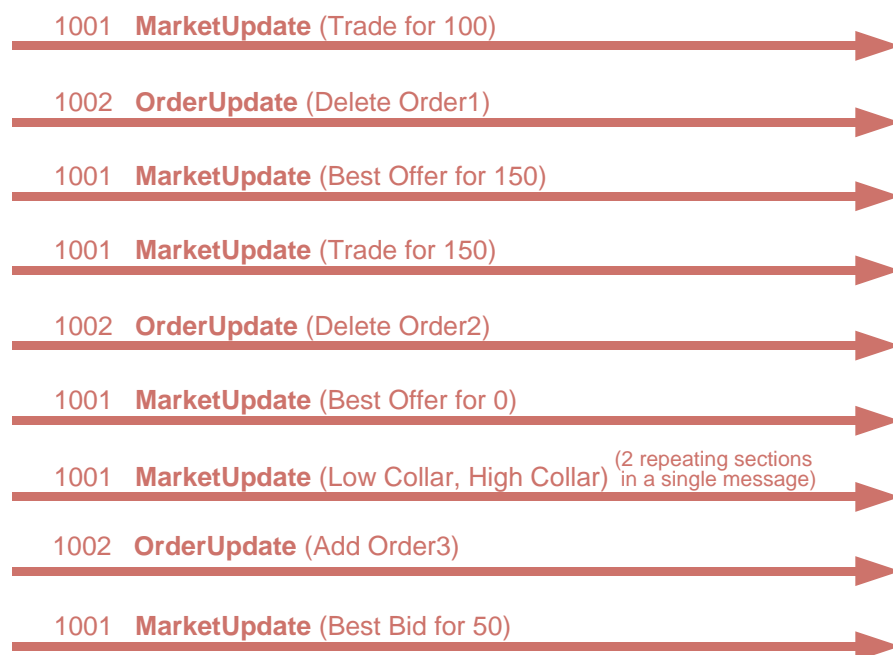 1001 MarketUpdate (Trade for 100)
1002 OrderUpdate (Delete Order1)
1001 MarketUpdate (Best Offer for 150)
1001 MarketUpdate (Trade for 150)
1002 OrderUpdate (Delete Order2)
1001 MarketUpdate (Best Offer for 0)
1001 MarketUpdate (Low Collar, High Collar) (2 repeating sections
in a single message)
1002 OrderUpdate (Add Order3)
1001 MarketUpdate (Best Bid for 50)